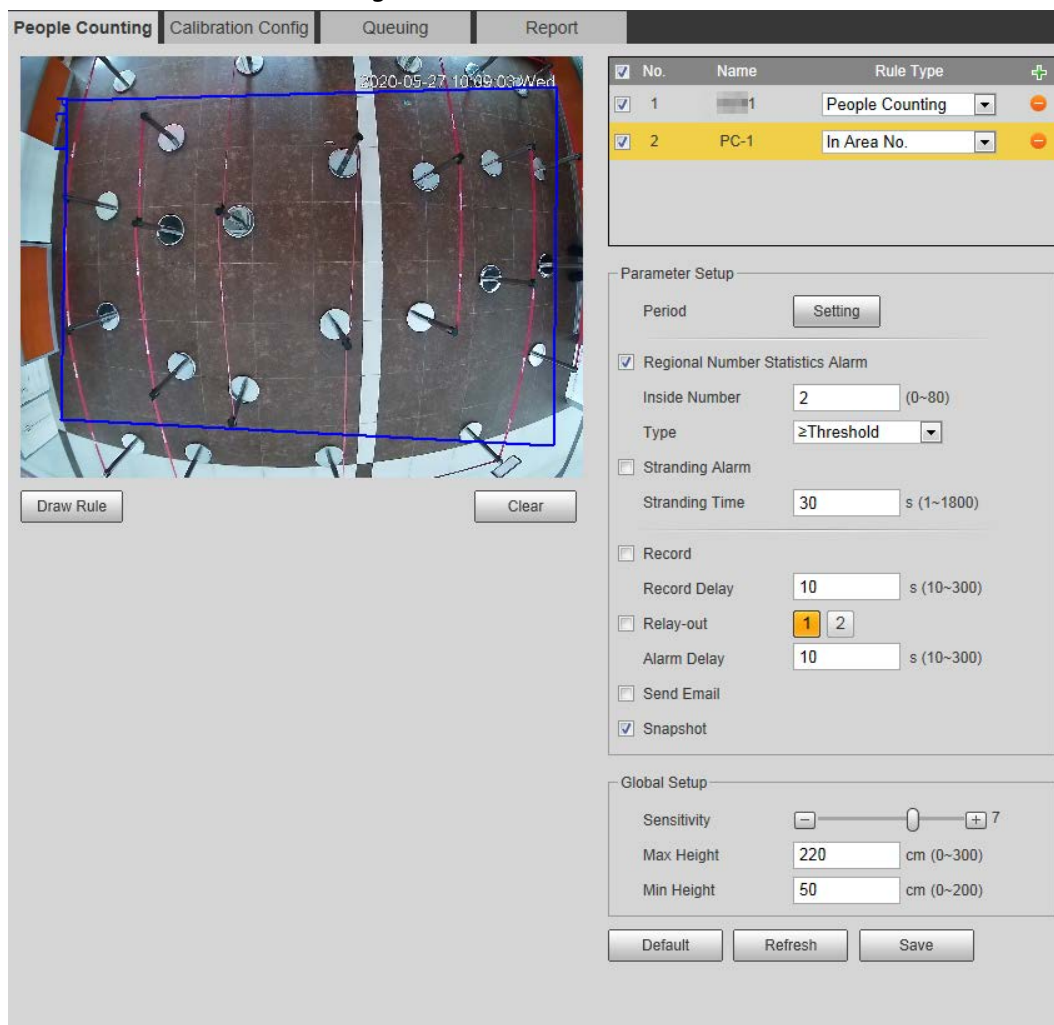 People Counting Calibration Config Queuing Report
2020-05-27 10:09:03 Wed
No. Name Rule Type
1 1 People Counting
2 PC-1 In Area No.
Parameter Setup
Period Setting
Regional Number Statistics Alarm
Inside Number 2 (0~80)
Type ≥Threshold
Stranding Alarm
Stranding Time 30 s (1~1800)
Record
Record Delay 10 s (10~300)
Relay-out 1 2
Alarm Delay 10 s (10~300)
Send Email
Snapshot
Draw Rule Clear
Global Setup
Sensitivity 7
Max Height 220 cm (0~300)
Min Height 50 cm (0~200)
Default Refresh Save